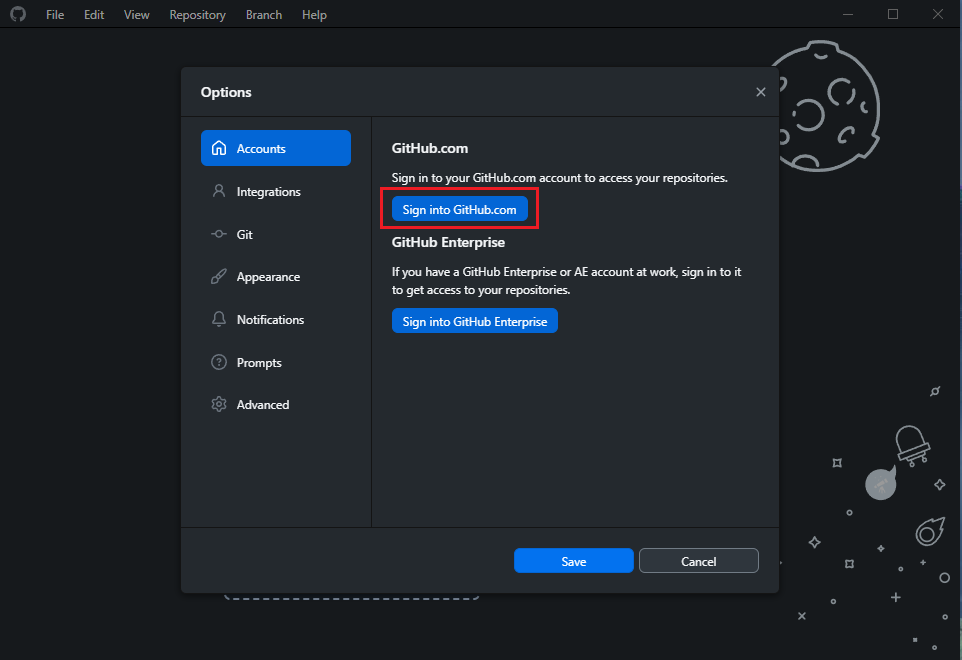 File Edit View Repository Branch Help
Options
Accounts
Integrations
Git
Appearance
Notifications
Prompts
Advanced
GitHub.com
Sign in to your GitHub.com account to access your repositories.
Sign into GitHub.com
GitHub Enterprise
If you have a GitHub Enterprise or AE account at work, sign in to it
to get access to your repositories.
Sign into GitHub Enterprise
Save Cancel